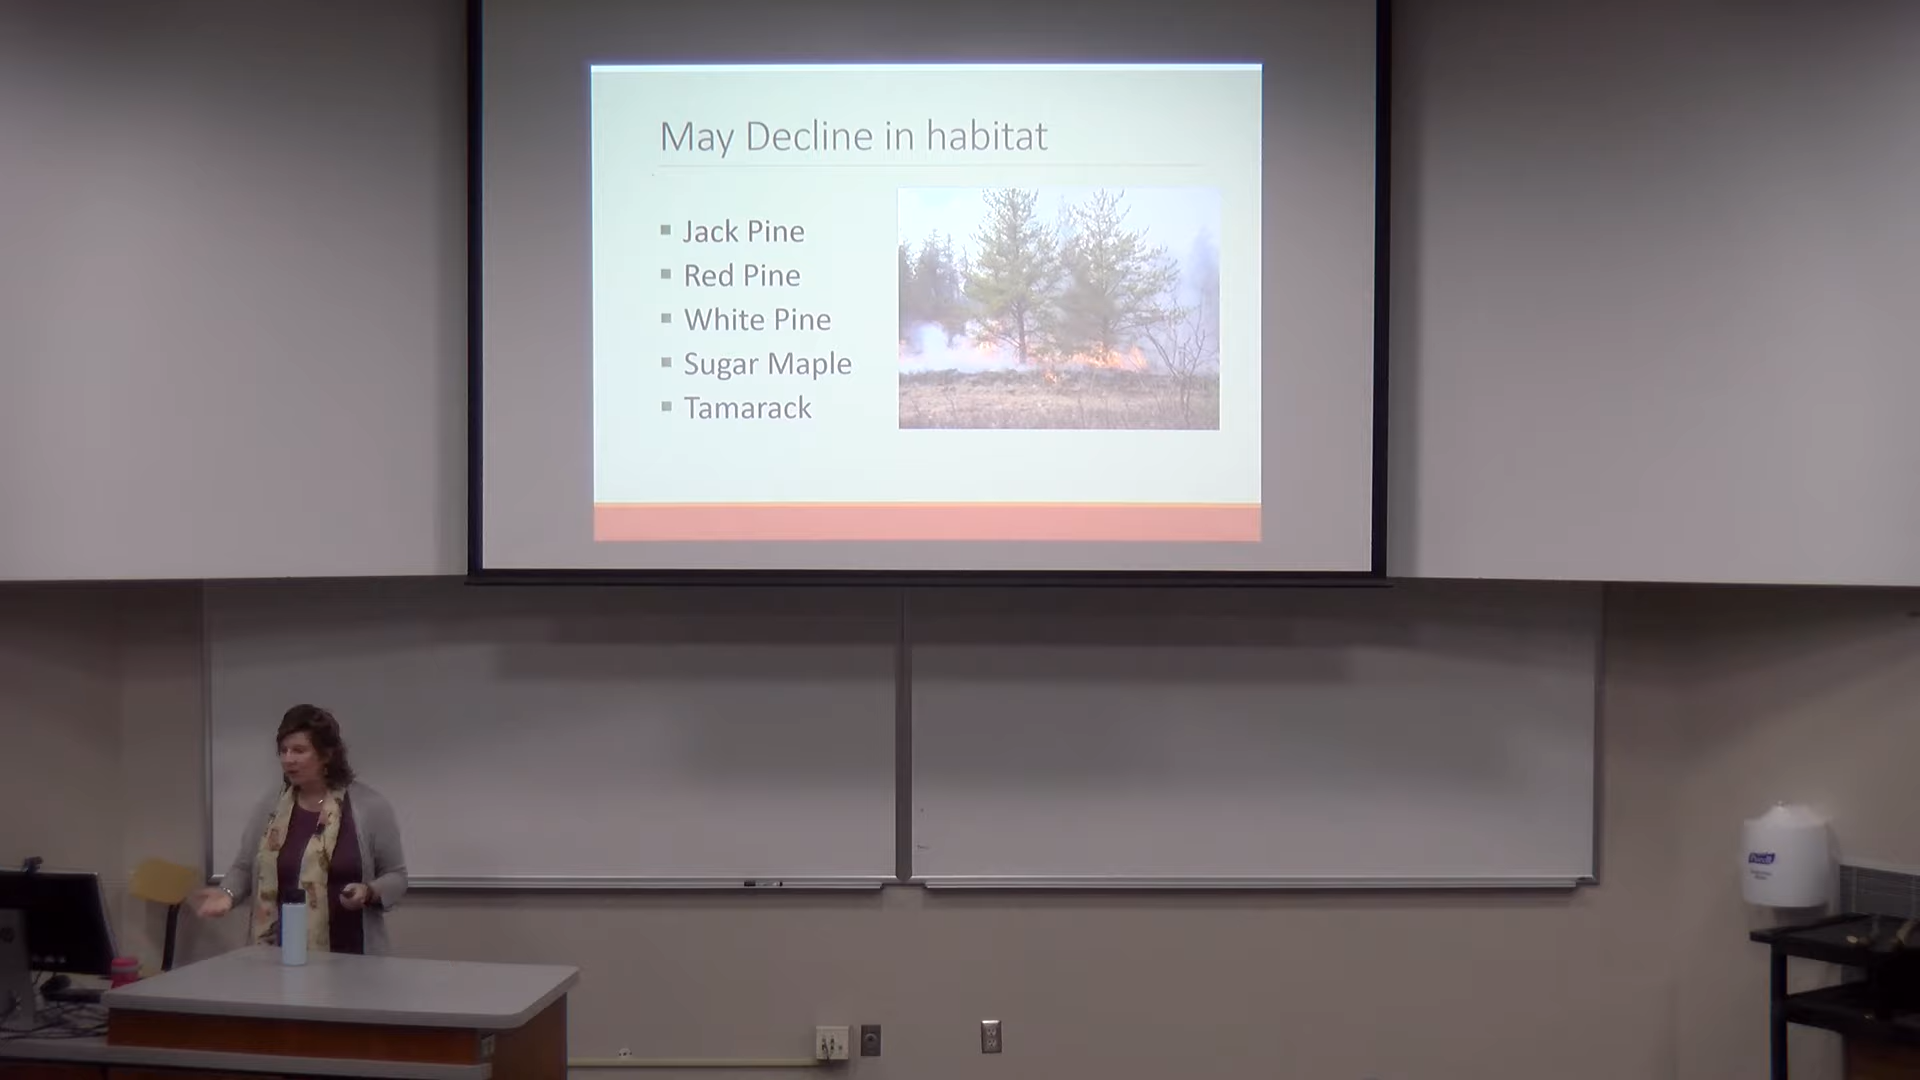 May Decline in habitat
Jack Pine
Red Pine
White Pine
Sugar Maple
Tamarack